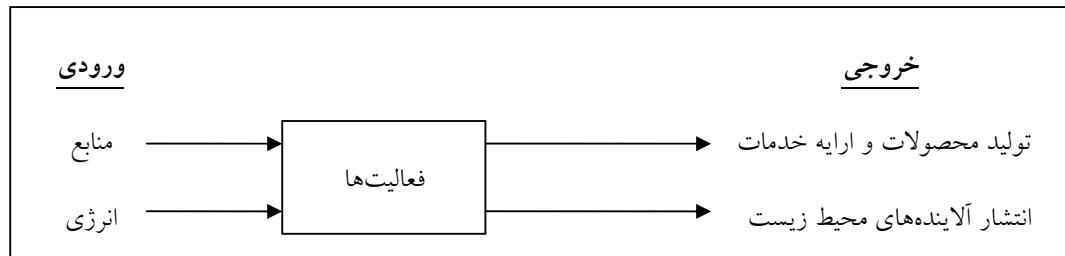 خروجی
ورودی
تولید محصولات و ارایه خدمات
منابع
فعالیت‌ها
انتشار آلاینده‌های محیط زیست
انرژی